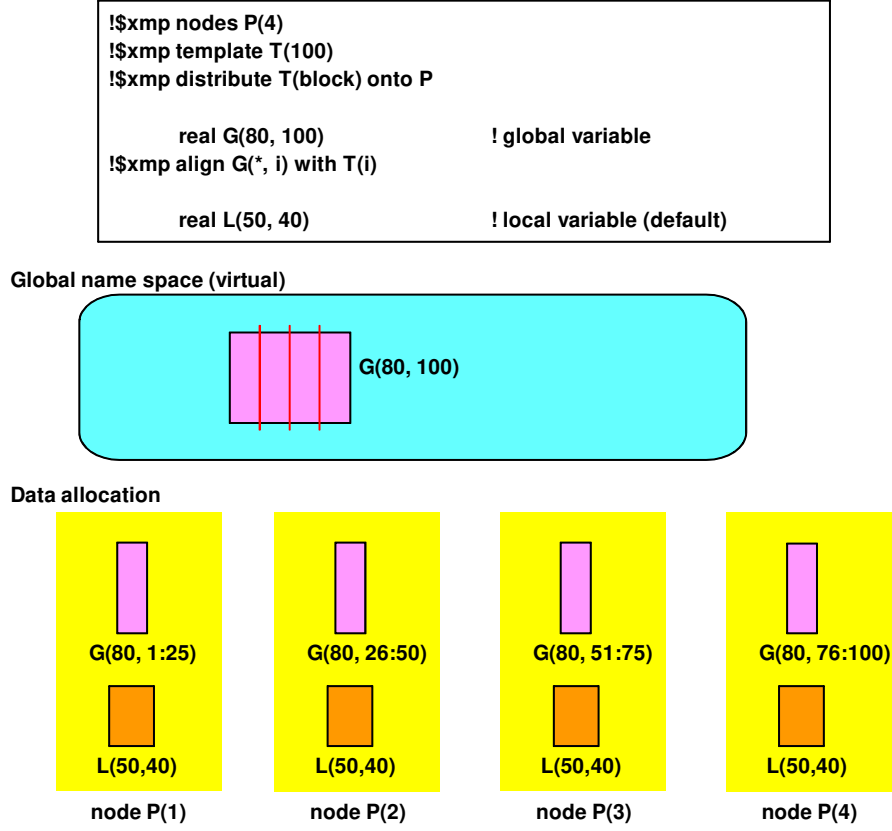 !$xmp nodes P(4)
!$xmp template T(100)
!$xmp distribute T(block) onto P
real G(80, 100) ! global variable
!$xmp align G(*, i) with T(i)
real L(50, 40) ! local variable (default)
Global name space (virtual)
G(80, 100)
Data allocation
G(80, 1:25) G(80, 26:50) G(80, 51:75) G(80, 76:100)
L(50,40) L(50,40) L(50,40) L(50,40)
node P(1) node P(2) node P(3) node P(4)